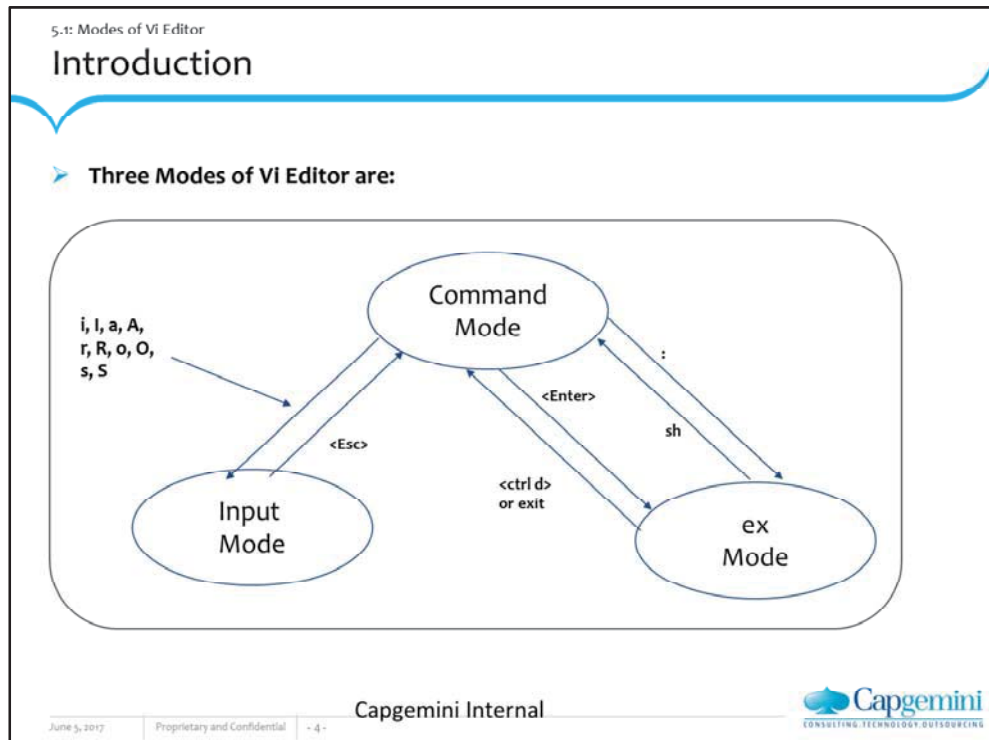 5.1: Modes of Vi Editor
Introduction
Three Modes of Vi Editor are:
Command
Mode
i, I, a, A,
r, R, o, O,
s, S
:
<Enter>
<Esc>
sh
<ctrl d>
or exit
Input
Mode
ex
Mode
Capgemini Internal
June 5, 2017
Proprietary and Confidential
- 4 -
Capgemini
CONSULTING.TECHNOLOGY.OUTSOURCING